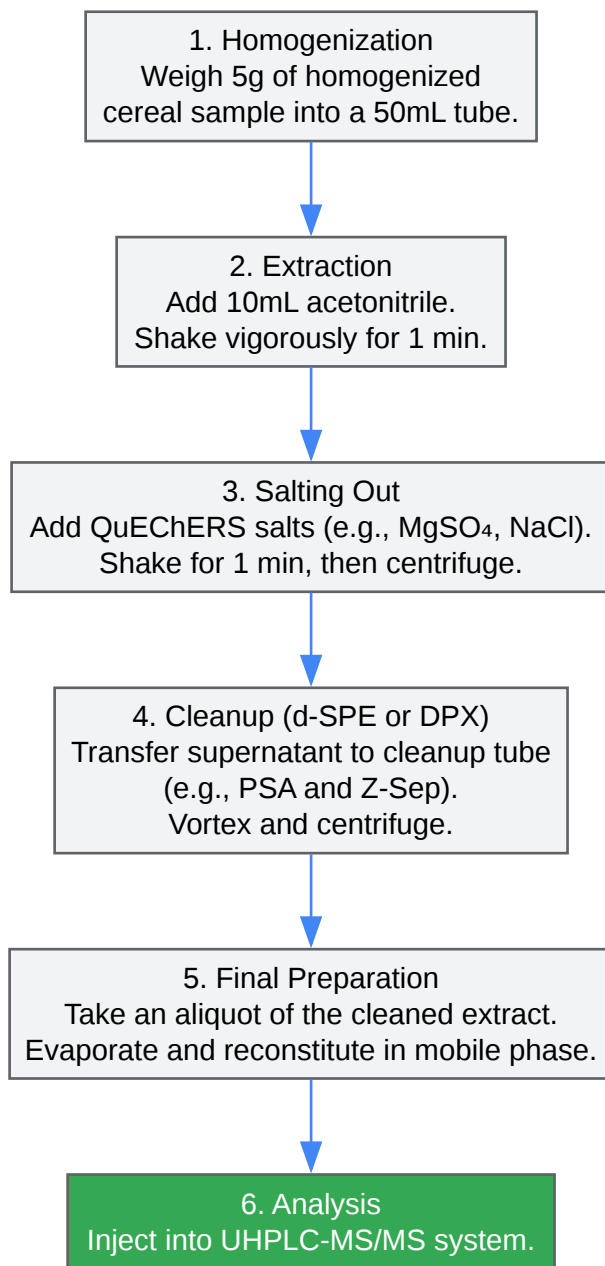 1. Homogenization
Weigh 5g of homogenized
cereal sample into a 50mL tube.
2. Extraction
Add 10mL acetonitrile.
Shake vigorously for 1 min.
3. Salting Out
Add QuEChERS salts (e.g., MgSO₄, NaCl).
Shake for 1 min, then centrifuge.
4. Cleanup (d-SPE or DPX)
Transfer supernatant to cleanup tube
(e.g., PSA and Z-Sep).
Vortex and centrifuge.
5. Final Preparation
Take an aliquot of the cleaned extract.
Evaporate and reconstitute in mobile phase.
6. Analysis
Inject into UHPLC-MS/MS system.